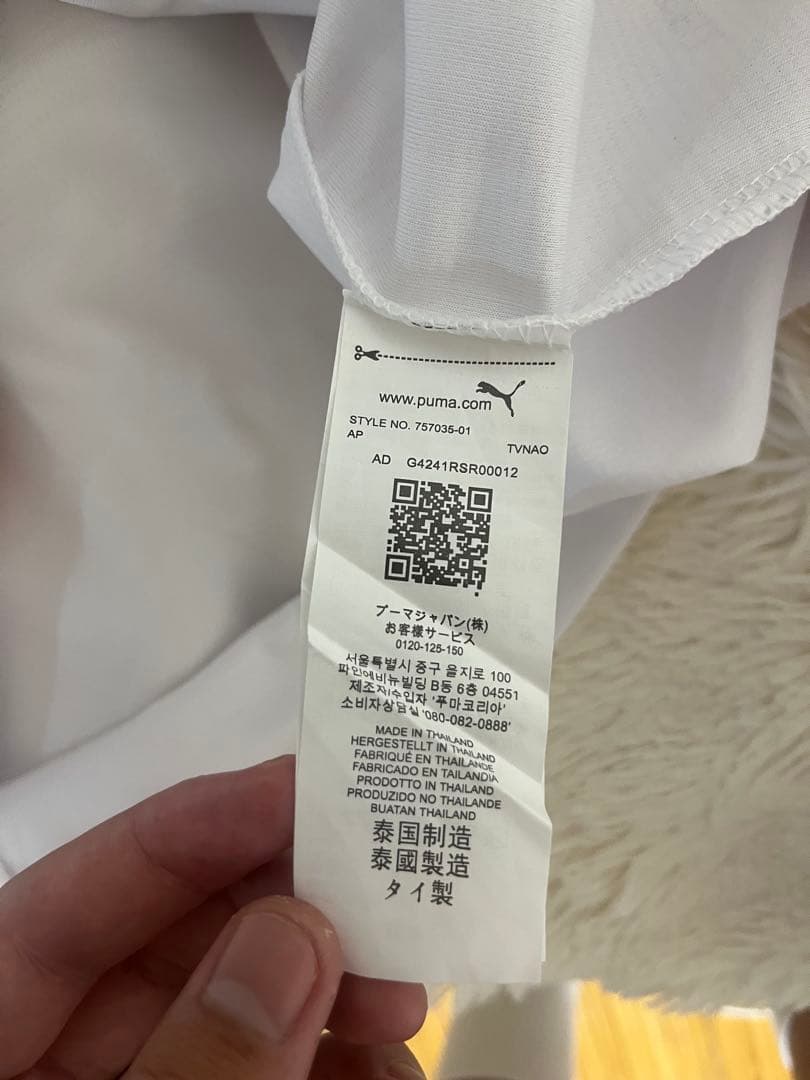 www.puma.com
STYLE NO. 757035-01
AP
TVNAO
AD G4241RSR00012
プーマジャパン(株)
お客様サービス
0120-125-150
서울특별시 중구 을지로 100
파인에비뉴빌딩 B동 6층 04551
제조자/수입자 '푸마코리아'
소비자상담실 '080-082-0888'
MADE IN THAILAND
HERGESTELLT IN THAILAND
FABRIQUÉ EN THAILANDE
FABRICADO EN TAILANDIA
PRODOTTO IN THAILAND
PRODUZIDO NO THAILANDE
BUATAN THAILAND
泰国制造
泰國製造
タイ製